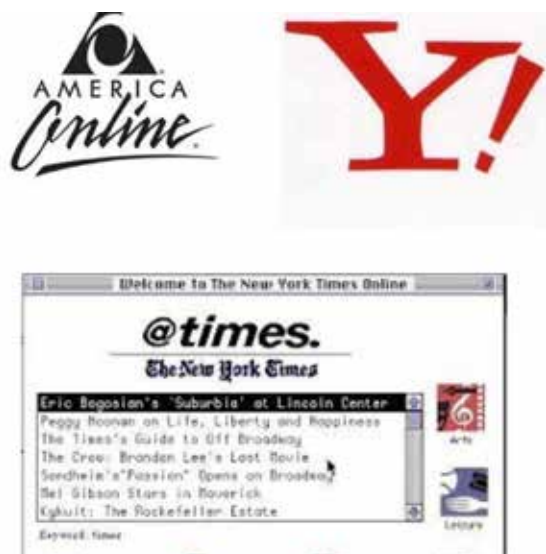 AMERICA
Online.
Y!
Welcome to The New York Times Online
@times.
The New York Times
Eric Bogosian's 'Suburbia' at Lincoln Center
Peggy Noonan on Life, Liberty and Happiness
The Times's Guide to Off Broadway
The Crow: Brandon Lee's Last Movie
Sondheim's "Passion" Opens on Broadway
Mel Gibson Stars in Maverick
Kykuit: The Rockefeller Estate
Arts
Leisure
Keyword: times